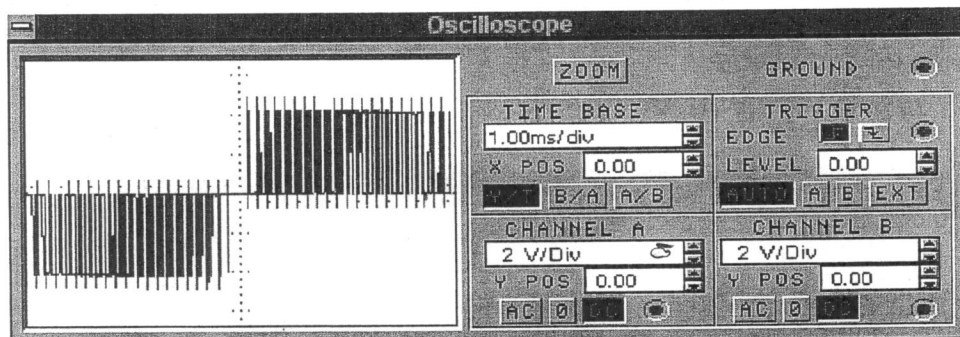 Oscilloscope
ZOOM
GROUND
TIME BASE
1.00ms/div
X POS 0.00
Y/T B/A A/B
TRIGGER
EDGE
LEVEL 0.00
AUTO A B EXT
CHANNEL A
2 V/Div
Y POS 0.00
AC 0 DC
CHANNEL B
2 V/Div
Y POS 0.00
AC 0 DC